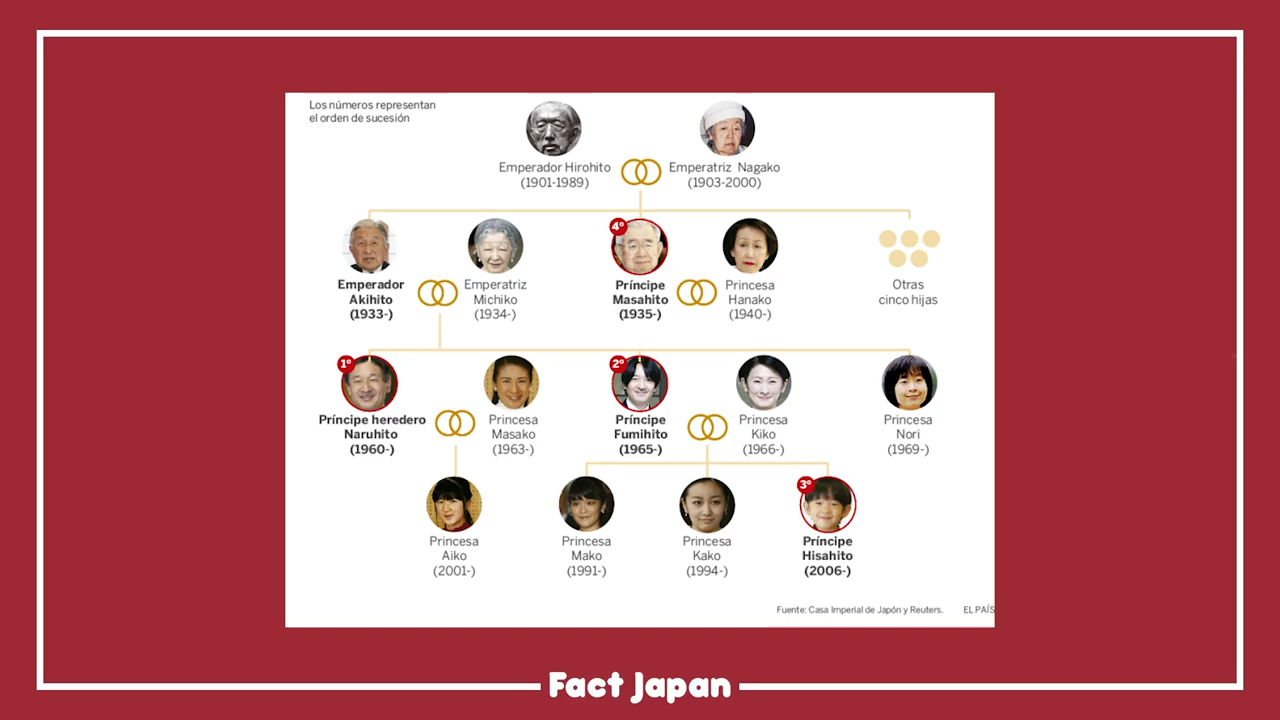 Los números representan
el orden de sucesión
Emperador Hirohito
(1901-1989)
Emperatriz Nagako
(1903-2000)
4º
Emperador
Akihito
(1933-)
Emperatriz
Michiko
(1934-)
Príncipe
Masahito
(1935-)
Princesa
Hanako
(1940-)
Otras
cinco hijas
1º
2º
Príncipe heredero
Naruhito
(1960-)
Princesa
Masako
(1963-)
Príncipe
Fumihito
(1965-)
Princesa
Kiko
(1966-)
Princesa
Nori
(1969-)
3º
Princesa
Aiko
(2001-)
Princesa
Mako
(1991-)
Princesa
Kako
(1994-)
Príncipe
Hisahito
(2006-)
Fuente: Casa Imperial de Japón y Reuters.
EL PAÍS
Fact Japan